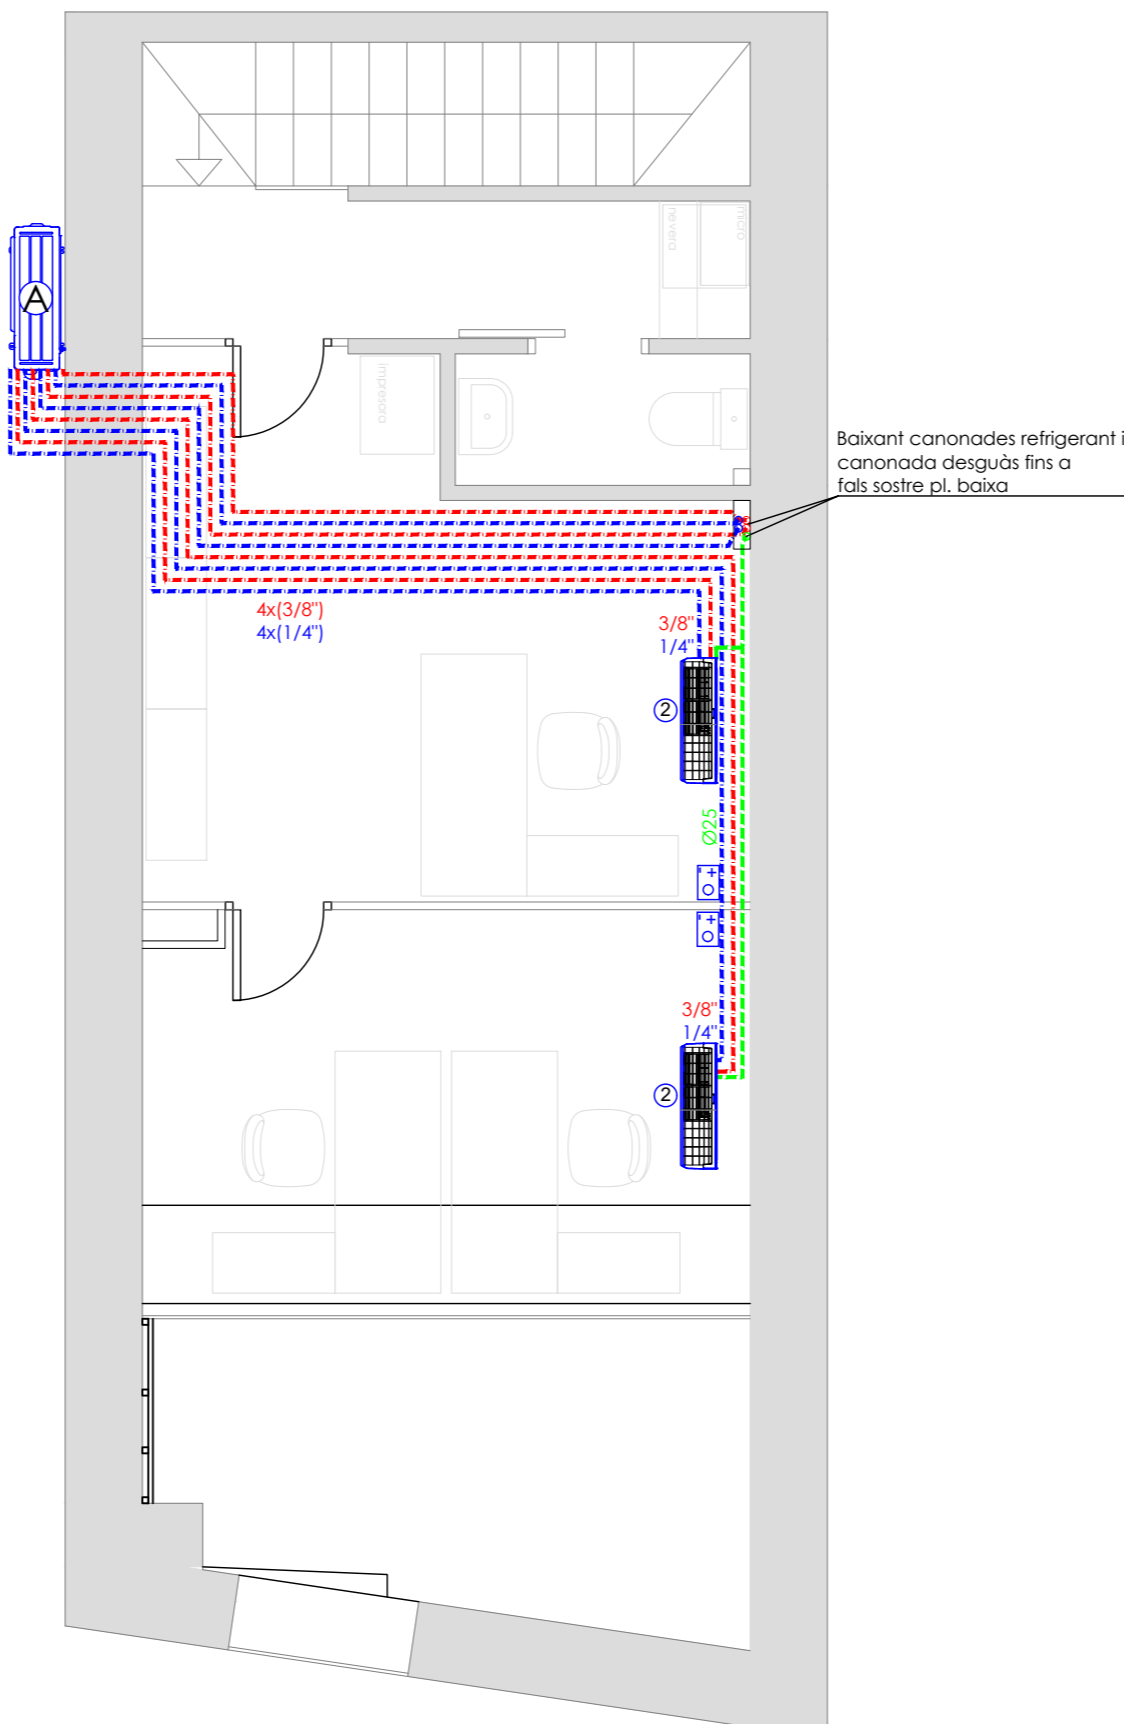 micro
nevera
A
impresora
Baixant canonades refrigerant i
canonada desguàs fins a
fals sostre pl. baixa
4x(3/8")
4x(1/4")
3/8"
1/4"
2
Ø25
3/8"
1/4"
2